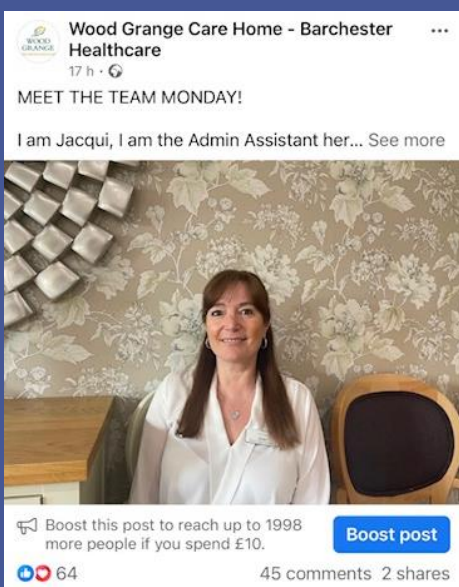 WOOD
GRANGE
Wood Grange Care Home - Barchester
Healthcare
17 h
MEET THE TEAM MONDAY!
I am Jacqui, I am the Admin Assistant her... See more
Boost this post to reach up to 1998
more people if you spend £10.
Boost post
64
45 comments 2 shares